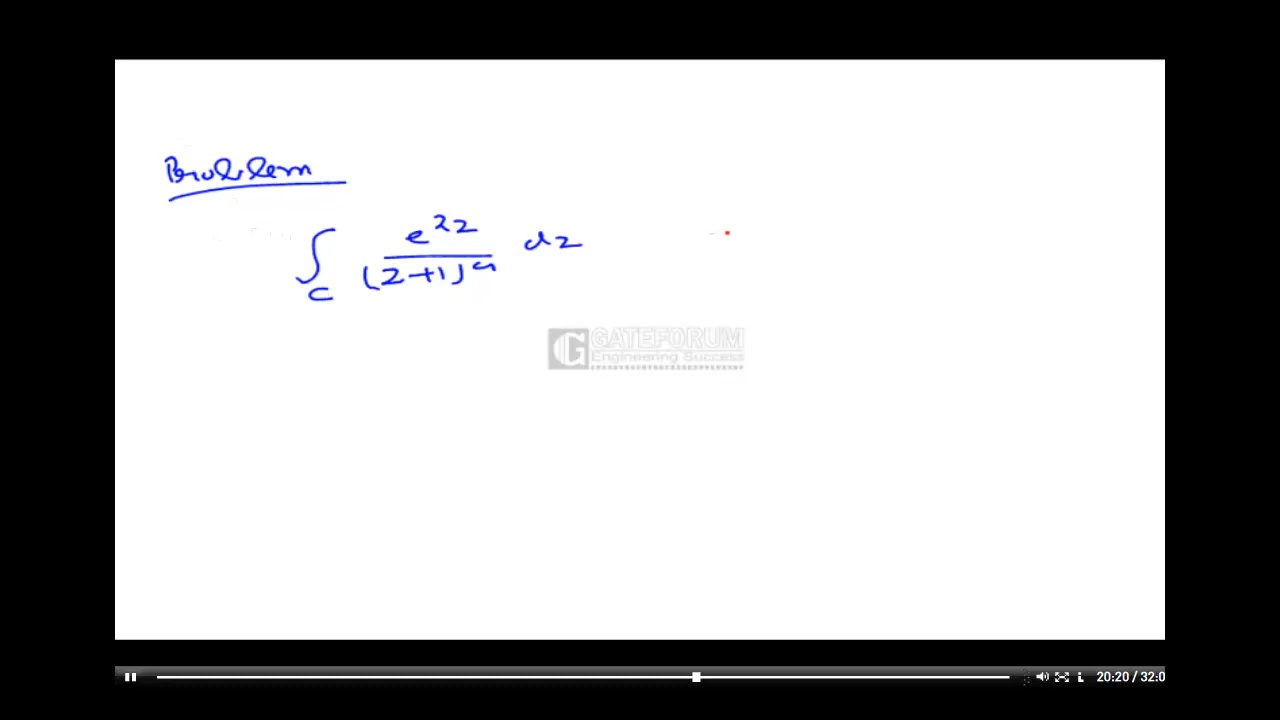 Problem
∫_C e^{2z} / (z+1)^4 dz
GATEFORUM
Engineering Success
20:20 / 32:0